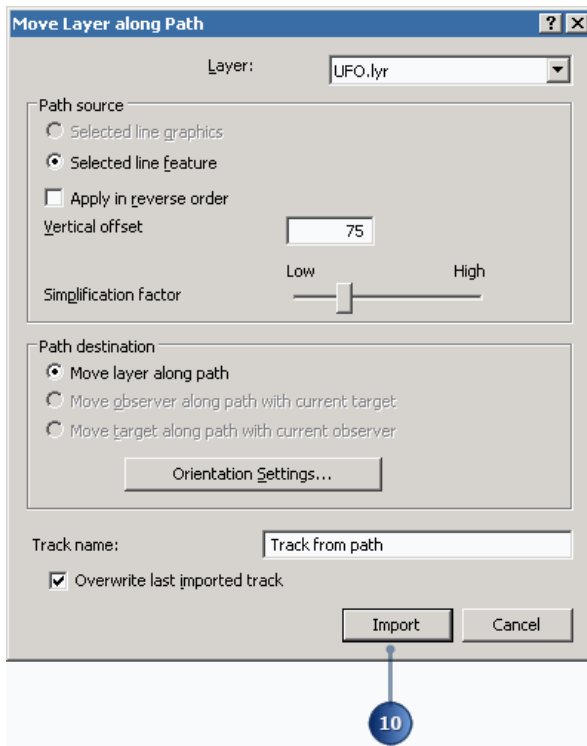 Move Layer along Path
Layer: UFO.lyr
Path source
Selected line graphics
Selected line feature
Apply in reverse order
Vertical offset 75
Low High
Simplification factor
Path destination
Move layer along path
Move observer along path with current target
Move target along path with current observer
Orientation Settings...
Track name: Track from path
Overwrite last imported track
Import Cancel
10